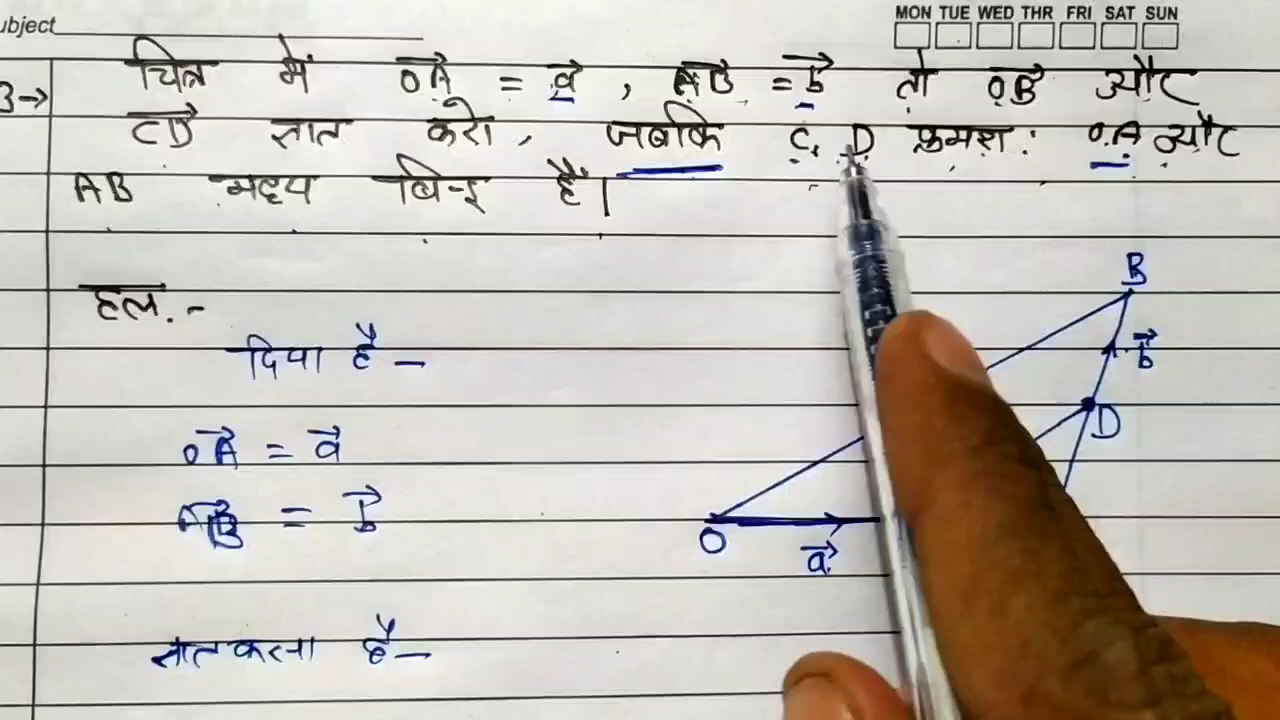 ubject
MON TUE WED THR FRI SAT SUN
3→ चित्र में OA⃗ = a⃗ , AB⃗ = b⃗ तो OB⃗ और
CD⃗ ज्ञात करो, जबकि C, D क्रमश: OA और
AB मध्य बिन्दु है।
हल.-
दिया है -
OA⃗ = a⃗
AB⃗ = b⃗
ज्ञात करना है -
B
b⃗
D
O
a⃗